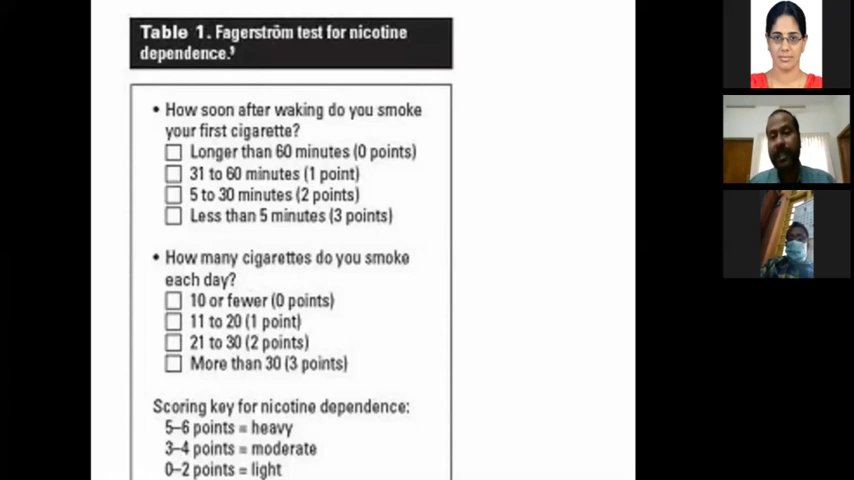 Table 1. Fagerström test for nicotine
dependence.⁹
• How soon after waking do you smoke
your first cigarette?
Longer than 60 minutes (0 points)
31 to 60 minutes (1 point)
5 to 30 minutes (2 points)
Less than 5 minutes (3 points)
• How many cigarettes do you smoke
each day?
10 or fewer (0 points)
11 to 20 (1 point)
21 to 30 (2 points)
More than 30 (3 points)
Scoring key for nicotine dependence:
5–6 points = heavy
3–4 points = moderate
0–2 points = light